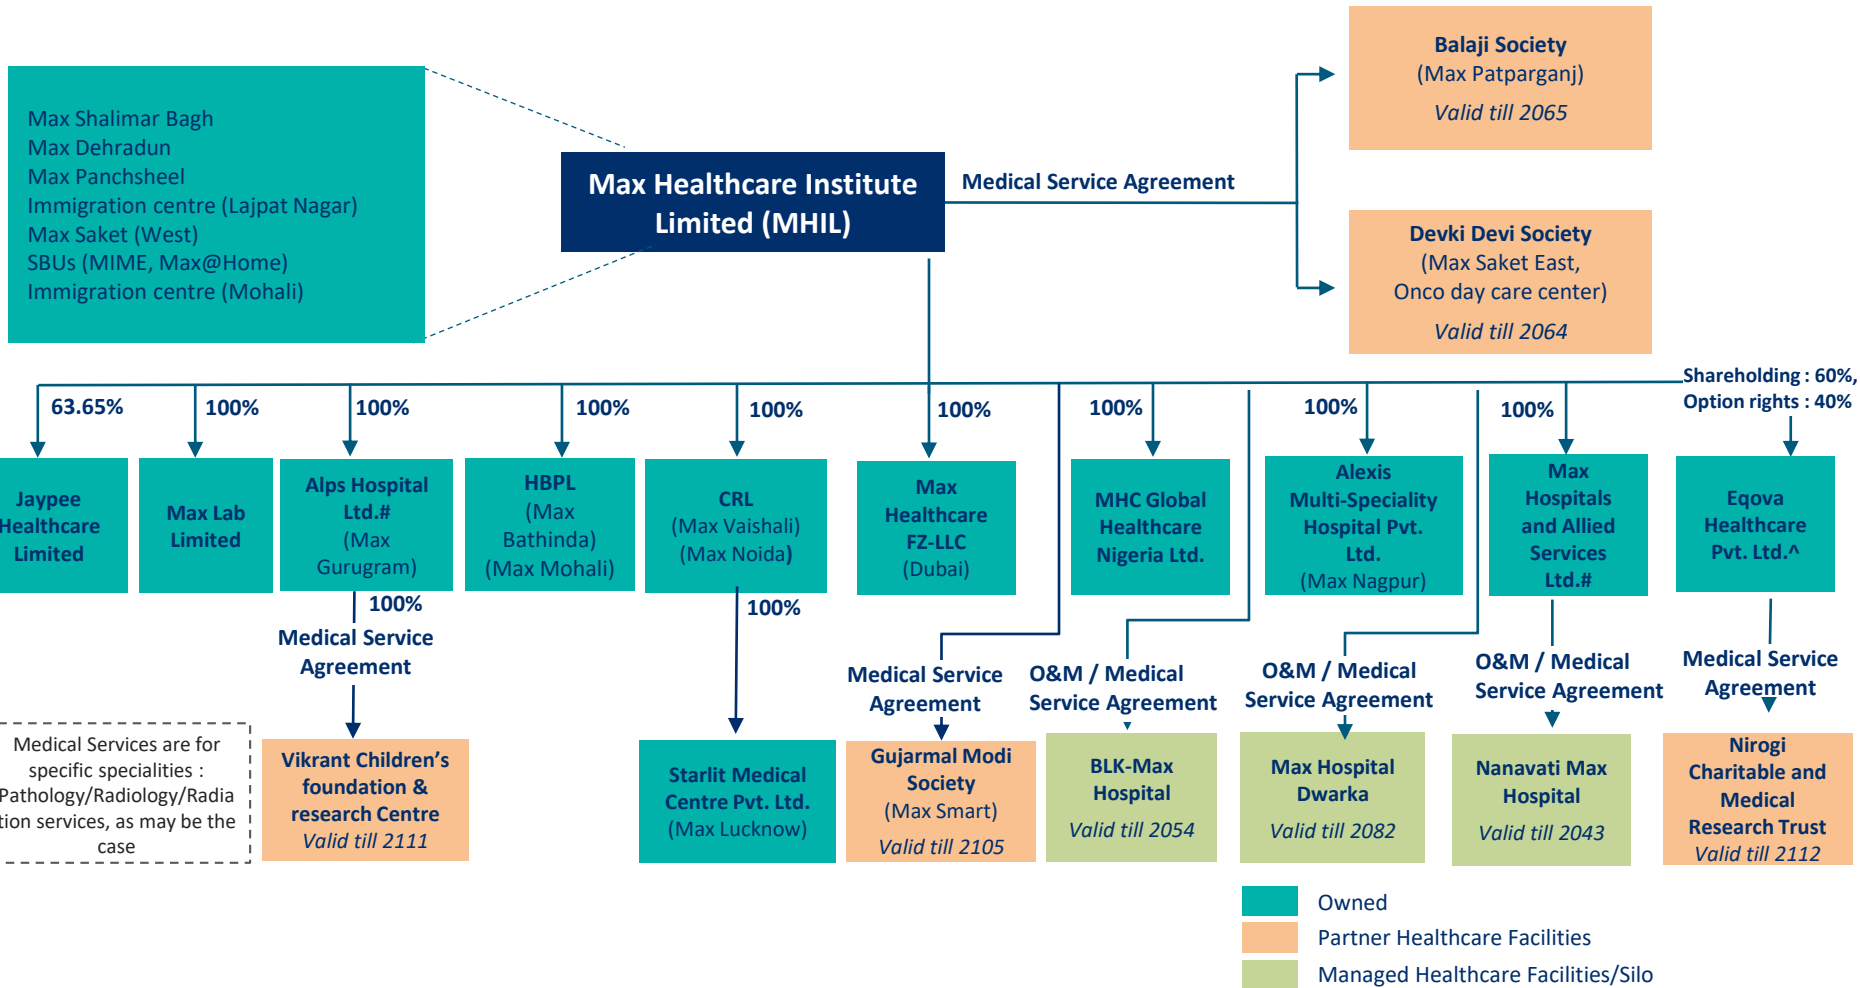 Balaji Society
(Max Patparganj)
Valid till 2065
Max Shalimar Bagh
Max Dehradun
Max Panchsheel
Immigration centre (Lajpat Nagar)
Max Saket (West)
SBUs (MIME, Max@Home)
Immigration centre (Mohali)
Max Healthcare Institute
Limited (MHIL)
Medical Service Agreement
Devki Devi Society
(Max Saket East,
Onco day care center)
Valid till 2064
Shareholding : 60%,
Option rights : 40%
63.65%
100%
100%
100%
100%
100%
100%
100%
100%
Jaypee
Healthcare
Limited
Max Lab
Limited
Alps Hospital
Ltd.#
(Max
Gurugram)
HBPL
(Max
Bathinda)
(Max Mohali)
CRL
(Max Vaishali)
(Max Noida)
Max
Healthcare
FZ-LLC
(Dubai)
MHC Global
Healthcare
Nigeria Ltd.
Alexis
Multi-Speciality
Hospital Pvt.
Ltd.
(Max Nagpur)
Max
Hospitals
and Allied
Services
Ltd.#
Eqova
Healthcare
Pvt. Ltd.^
100%
Medical Service
Agreement
100%
Medical Service
Agreement
O&M / Medical
Service Agreement
O&M / Medical
Service Agreement
O&M / Medical
Service Agreement
Medical Service
Agreement
Medical Services are for
specific specialities :
Pathology/Radiology/Radia
tion services, as may be the
case
Vikrant Children's
foundation &
research Centre
Valid till 2111
Starlit Medical
Centre Pvt. Ltd.
(Max Lucknow)
Gujarmal Modi
Society
(Max Smart)
Valid till 2105
BLK-Max
Hospital
Valid till 2054
Max Hospital
Dwarka
Valid till 2082
Nanavati Max
Hospital
Valid till 2043
Nirogi
Charitable and
Medical
Research Trust
Valid till 2112
Owned
Partner Healthcare Facilities
Managed Healthcare Facilities/Silo